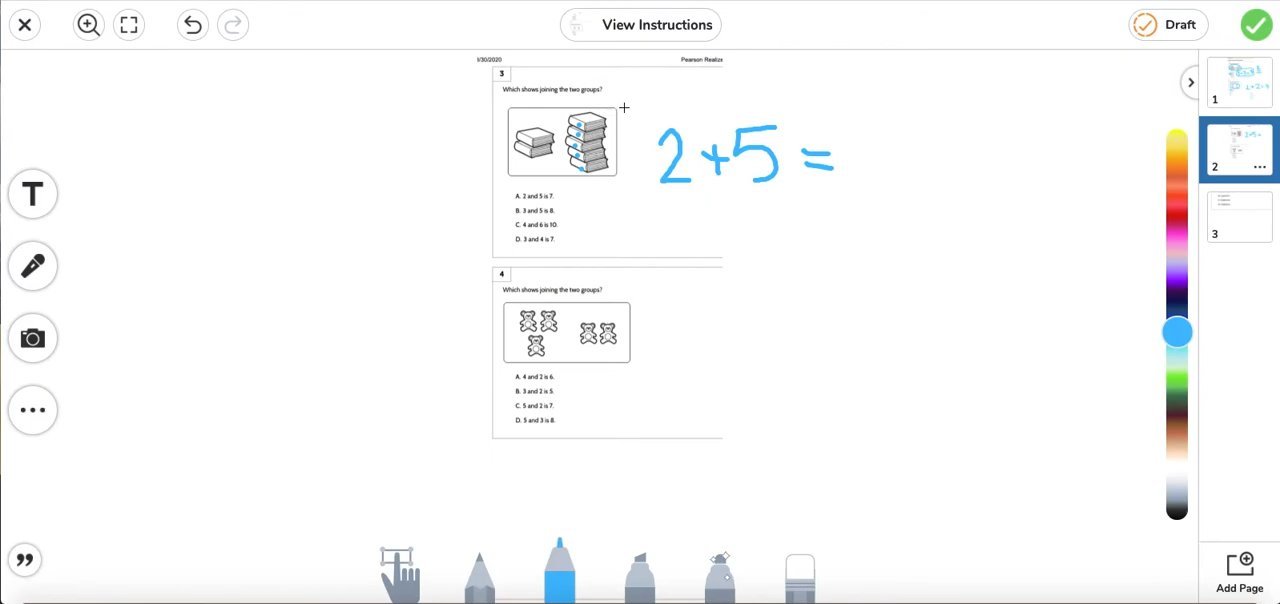 View Instructions
Draft
1/30/2020
Pearson Realize
3
Which shows joining the two groups?
2+5=
A. 2 and 5 is 7.
B. 3 and 5 is 8.
C. 4 and 6 is 10.
D. 3 and 4 is 7.
4
Which shows joining the two groups?
A. 4 and 2 is 6.
B. 3 and 2 is 5.
C. 5 and 2 is 7.
D. 5 and 3 is 8.
T
1
2
3
Add Page